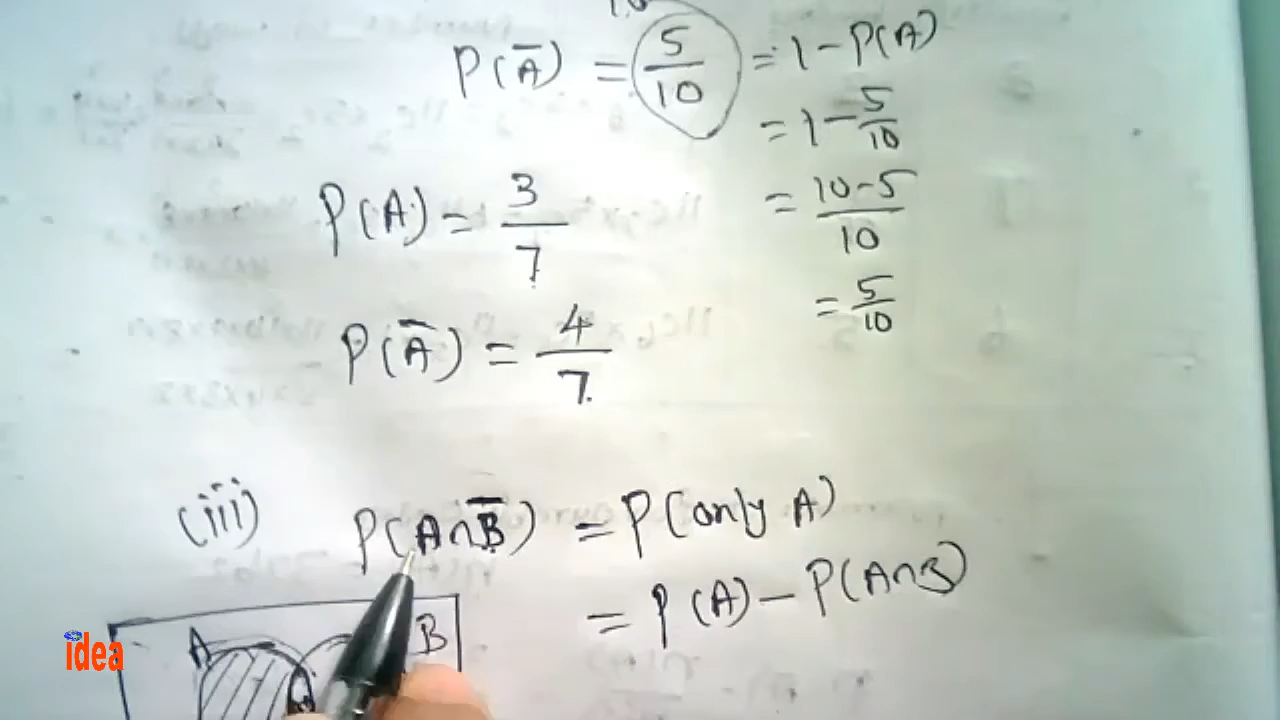 P(A̅) = 5/10 = 1 - P(A)
= 1 - 5/10
= 10-5/10
= 5/10
P(A) = 3/7
P(A̅) = 4/7
(iii) P(A∩B̅) = P(only A)
= P(A) - P(A∩B)
A B
idea